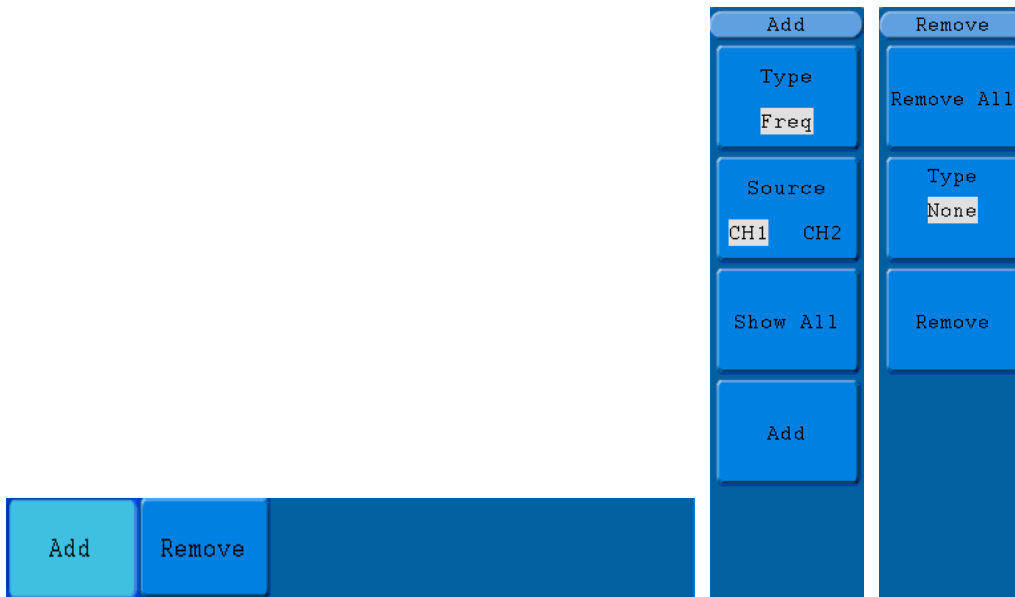 Add
Type
Freq
Source
CH1 CH2
Show All
Add
Remove
Remove All
Type
None
Remove
Add Remove